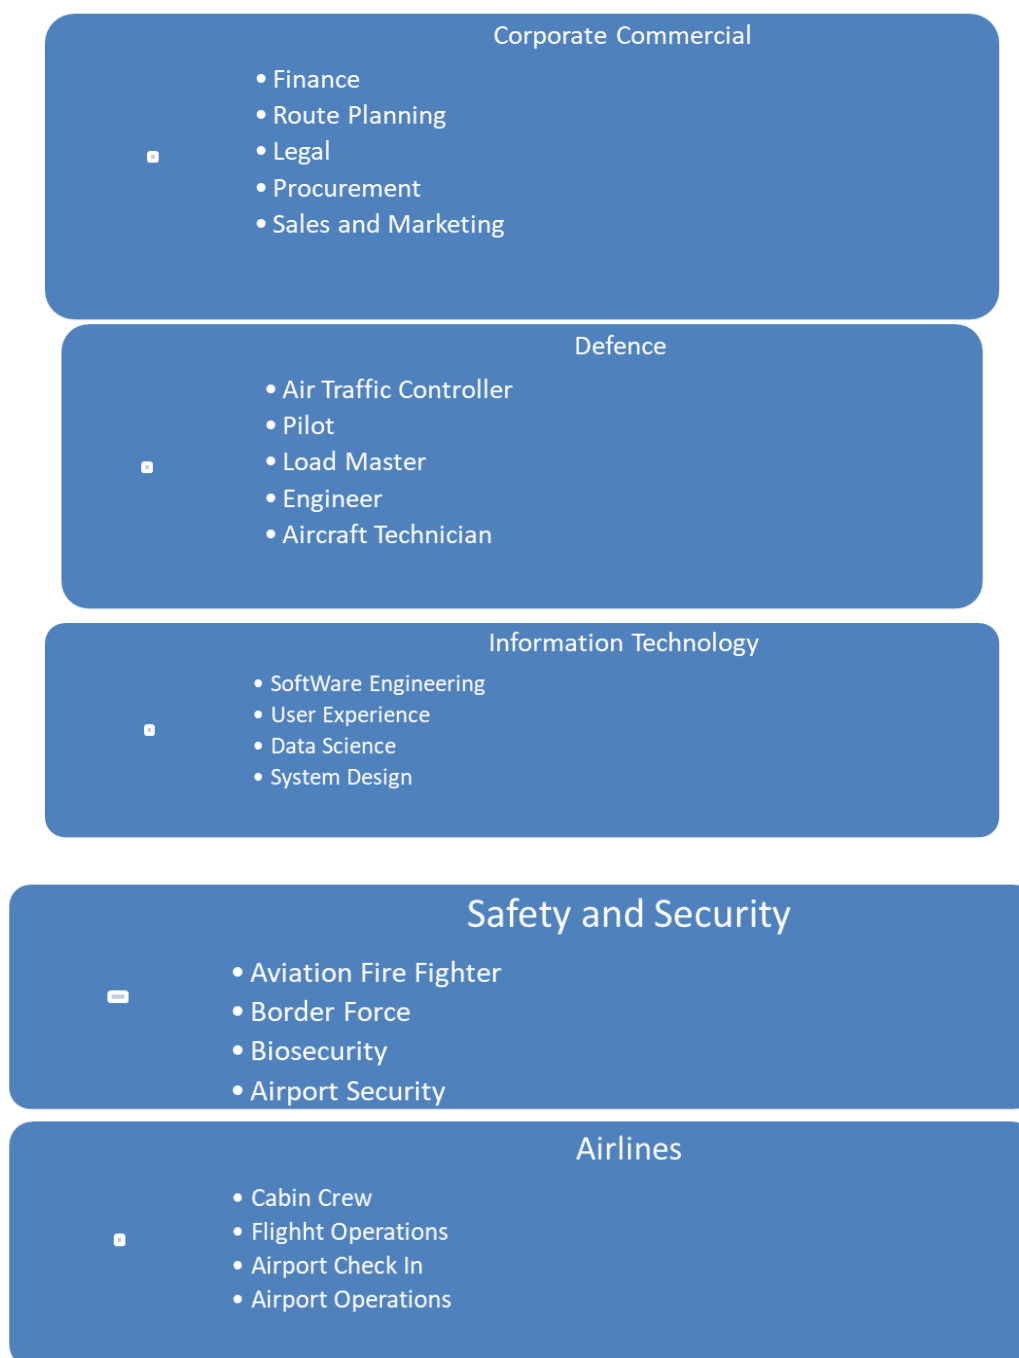 Corporate Commercial
• Finance
• Route Planning
• Legal
• Procurement
• Sales and Marketing
Defence
• Air Traffic Controller
• Pilot
• Load Master
• Engineer
• Aircraft Technician
Information Technology
• SoftWare Engineering
• User Experience
• Data Science
• System Design
Safety and Security
• Aviation Fire Fighter
• Border Force
• Biosecurity
• Airport Security
Airlines
• Cabin Crew
• Flighht Operations
• Airport Check In
• Airport Operations